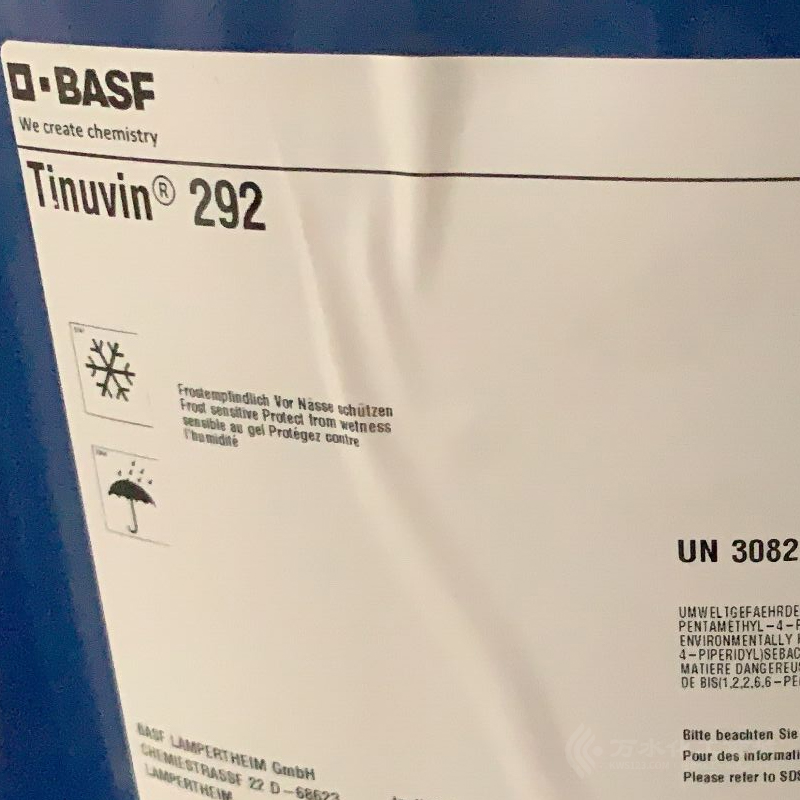 BASF
We create chemistry
Tinuvin® 292
Frostempfindlich Vor Nässe schützen
Frost sensitive Protect from wetness
sensible au gel Protégez contre
l'humidité
UN 3082
UMWELTGEFAEHRDE
PENTAMETHYL-4-P
ENVIRONMENTALLY H
4-PIPERIDYL)SEBAC
MATIERE DANGEREUS
DE BIS(1,2,2,6,6-PE
Bitte beachten Sie
Pour des informati
Please refer to SDS
BASF LAMPERTHEIM GmbH
CHEMIESTRASSE 22 D-68623
LAMPERTHEIM